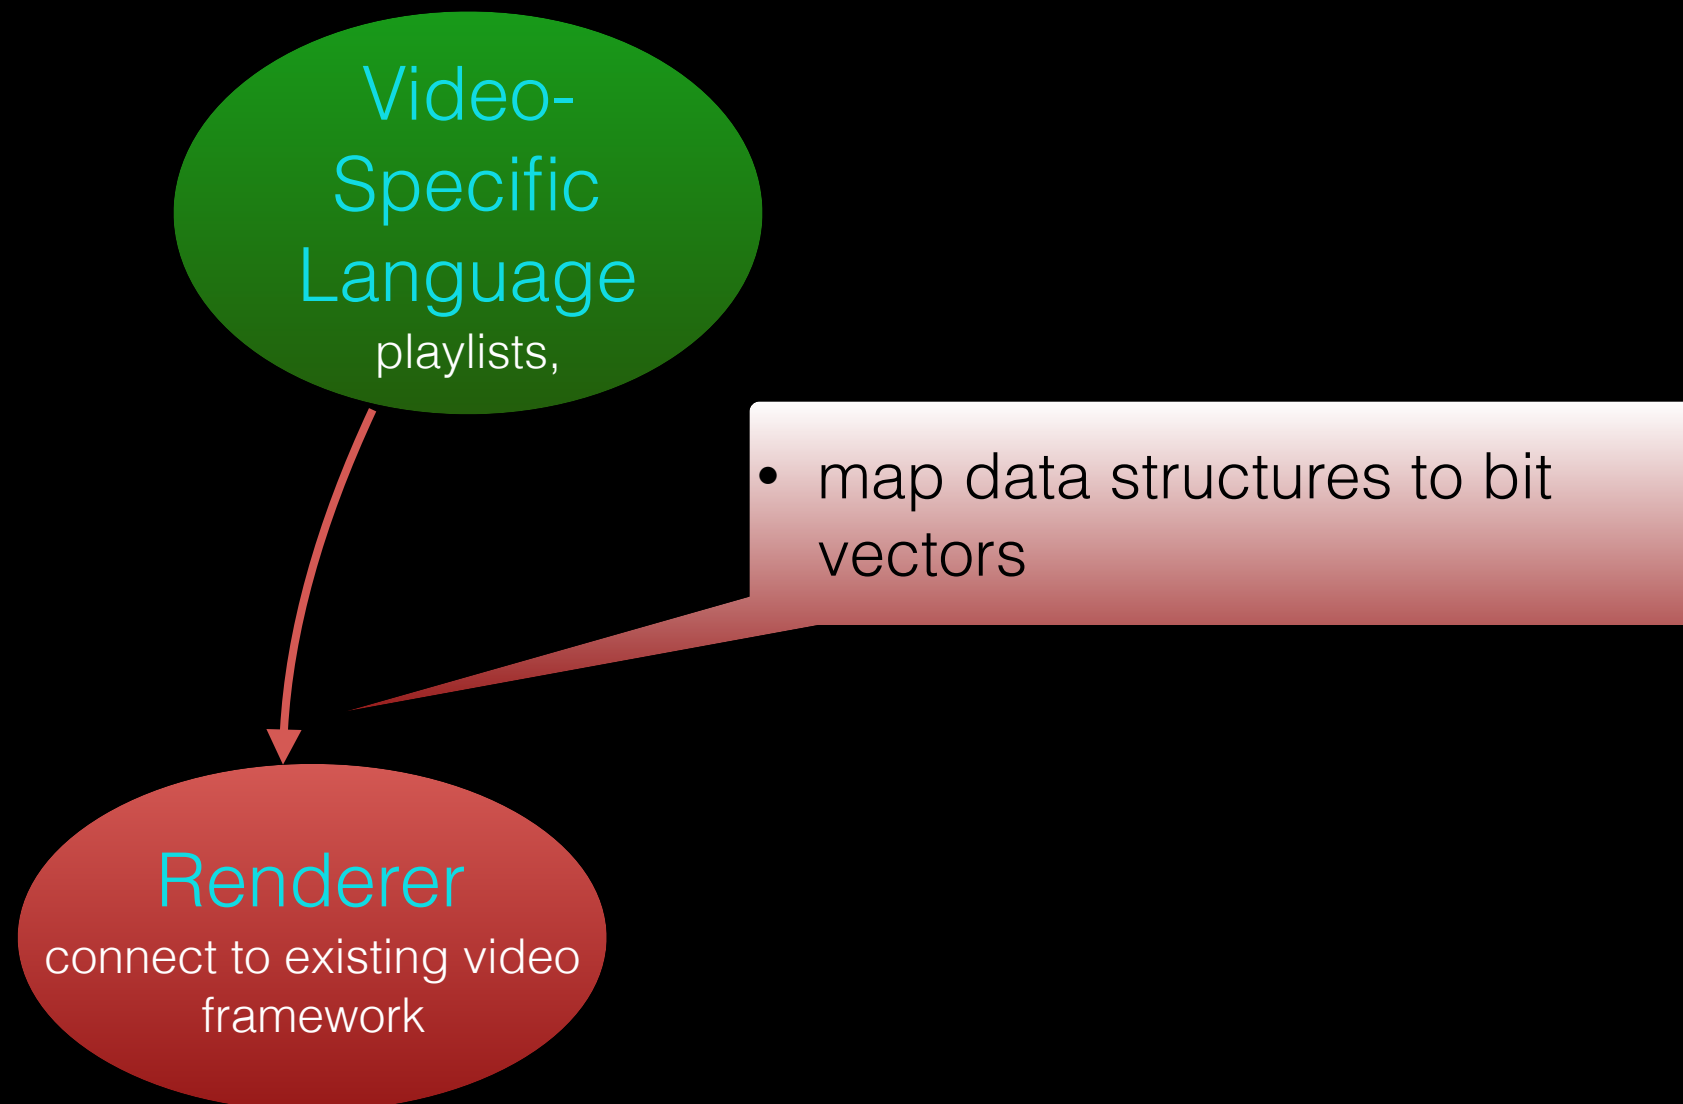 Video-
Specific
Language
playlists,
• map data structures to bit
vectors
Renderer
connect to existing video
framework